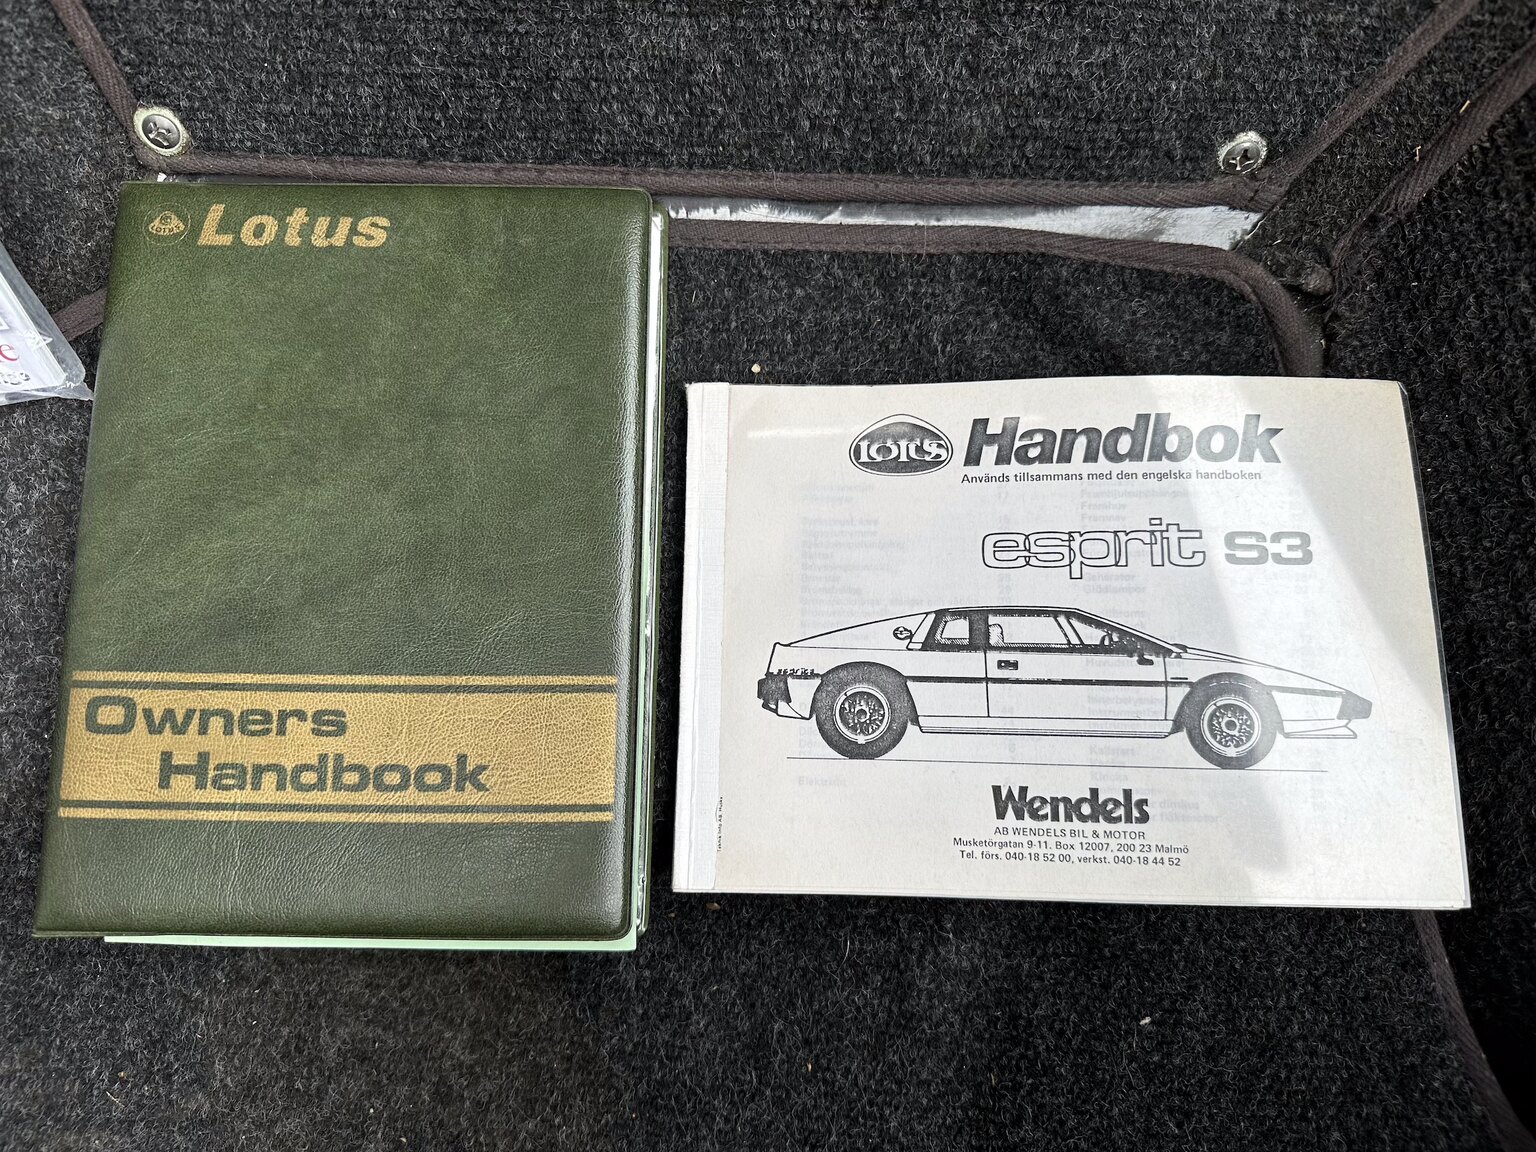 LOTUS
Lotus
Owners
Handbook
LOTUS
Handbok
Används tillsammans med den engelska handboken
esprit S3
Wendels
AB WENDELS BIL & MOTOR
Musketörgatan 9-11. Box 12007, 200 23 Malmö
Tel. förs. 040-18 52 00, verkst. 040-18 44 52